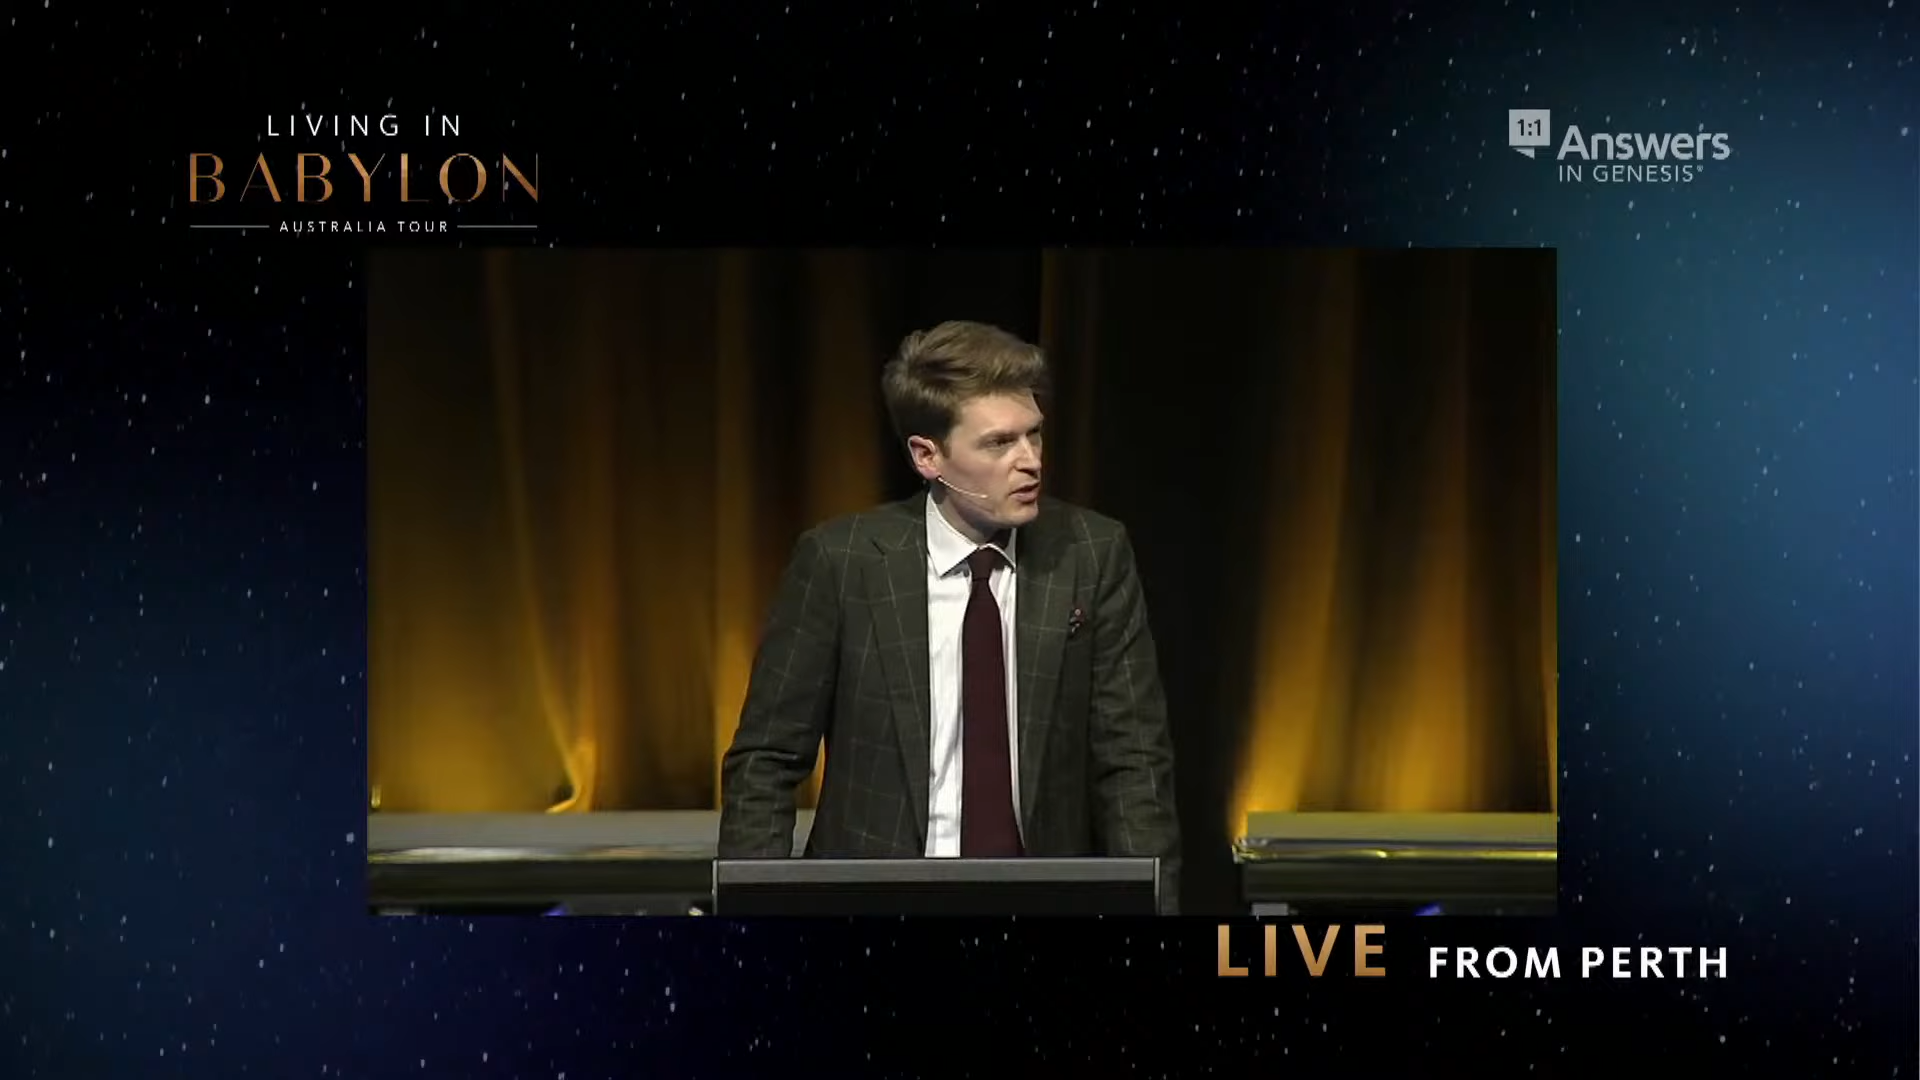 LIVING IN
BABYLON
AUSTRALIA TOUR
1:1
Answers
IN GENESIS®
LIVE FROM PERTH